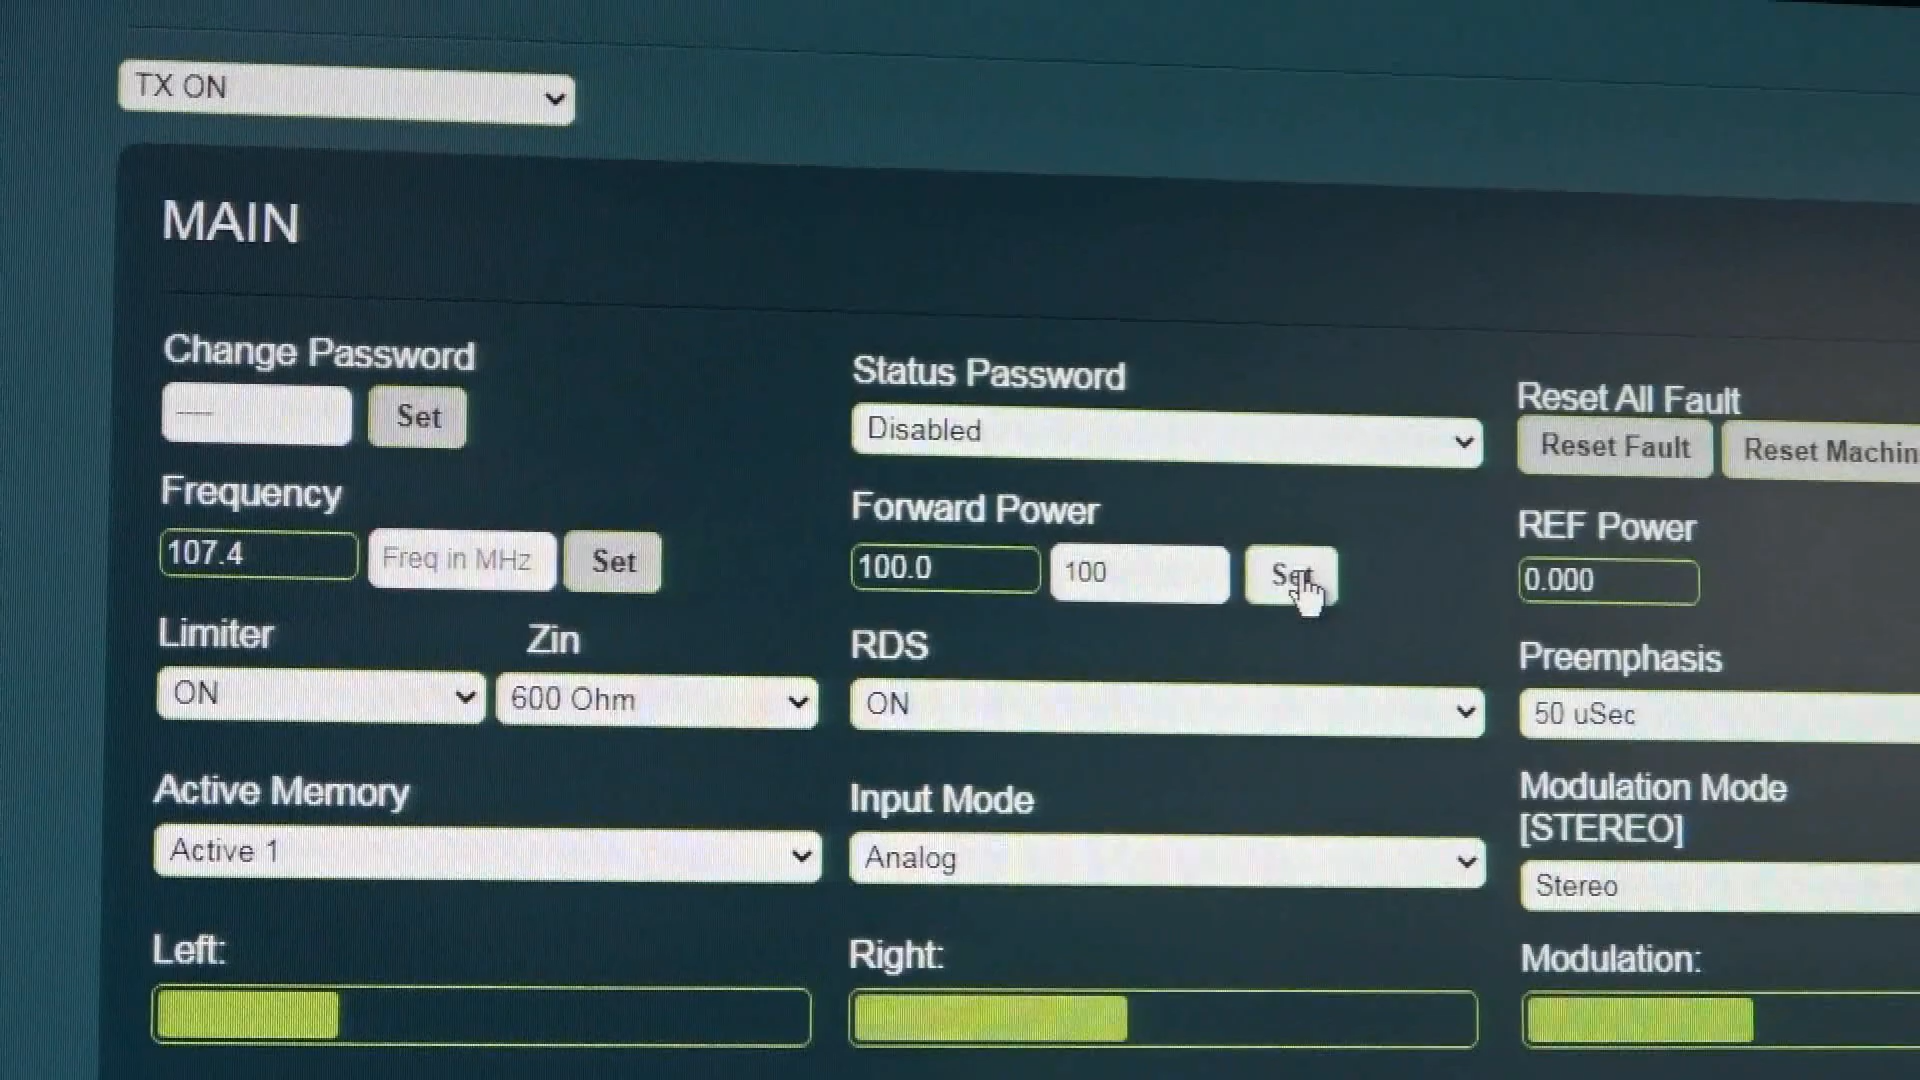 TX ON
MAIN
Change Password
Set
Status Password
Disabled
Reset All Fault
Reset Fault
Frequency
107.4
Freq in MHz
Set
Forward Power
100.0
100
Set
REF Power
0.000
Limiter
ON
Zin
600 Ohm
RDS
ON
Preemphasis
50 uSec
Active Memory
Active 1
Input Mode
Analog
Modulation Mode
[STEREO]
Stereo
Left:
Right:
Modulation: